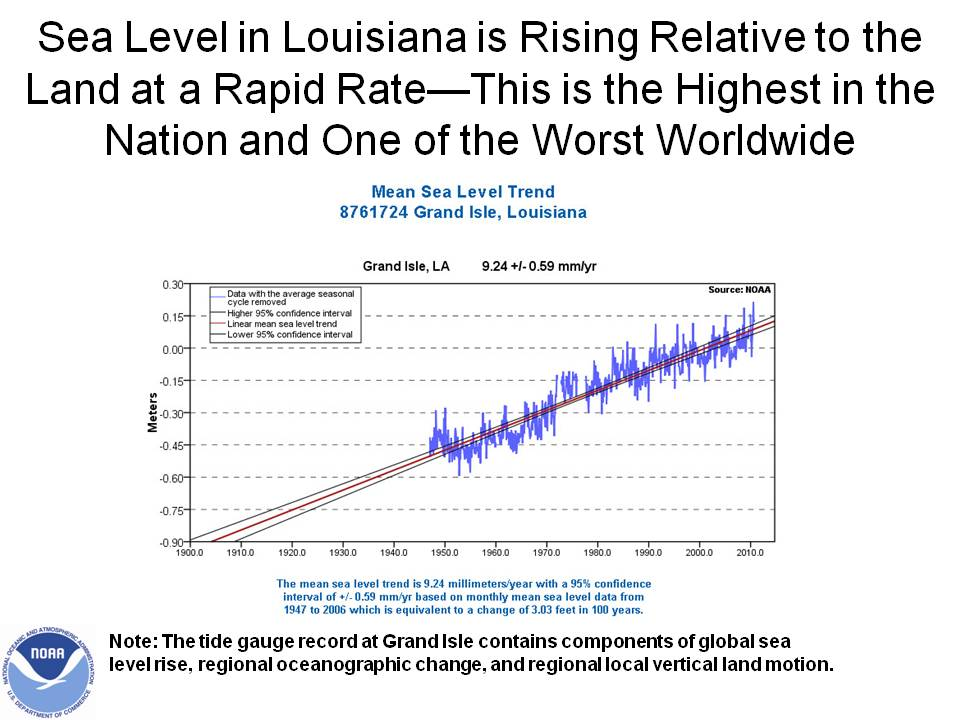 Sea Level in Louisiana is Rising Relative to the
Land at a Rapid Rate—This is the Highest in the
Nation and One of the Worst Worldwide
Mean Sea Level Trend
8761724 Grand Isle, Louisiana
Grand Isle, LA 9.24 +/- 0.59 mm/yr
Source: NOAA
Data with the average seasonal
cycle removed
Higher 95% confidence interval
Linear mean sea level trend
Lower 95% confidence interval
Meters
0.30
0.15
0.00
-0.15
-0.30
-0.45
-0.60
-0.75
-0.90
1900.0 1910.0 1920.0 1930.0 1940.0 1950.0 1960.0 1970.0 1980.0 1990.0 2000.0 2010.0
The mean sea level trend is 9.24 millimeters/year with a 95% confidence
interval of +/- 0.59 mm/yr based on monthly mean sea level data from
1947 to 2006 which is equivalent to a change of 3.03 feet in 100 years.
NATIONAL OCEANIC AND ATMOSPHERIC ADMINISTRATION
NOAA
U.S. DEPARTMENT OF COMMERCE
Note: The tide gauge record at Grand Isle contains components of global sea
level rise, regional oceanographic change, and regional local vertical land motion.